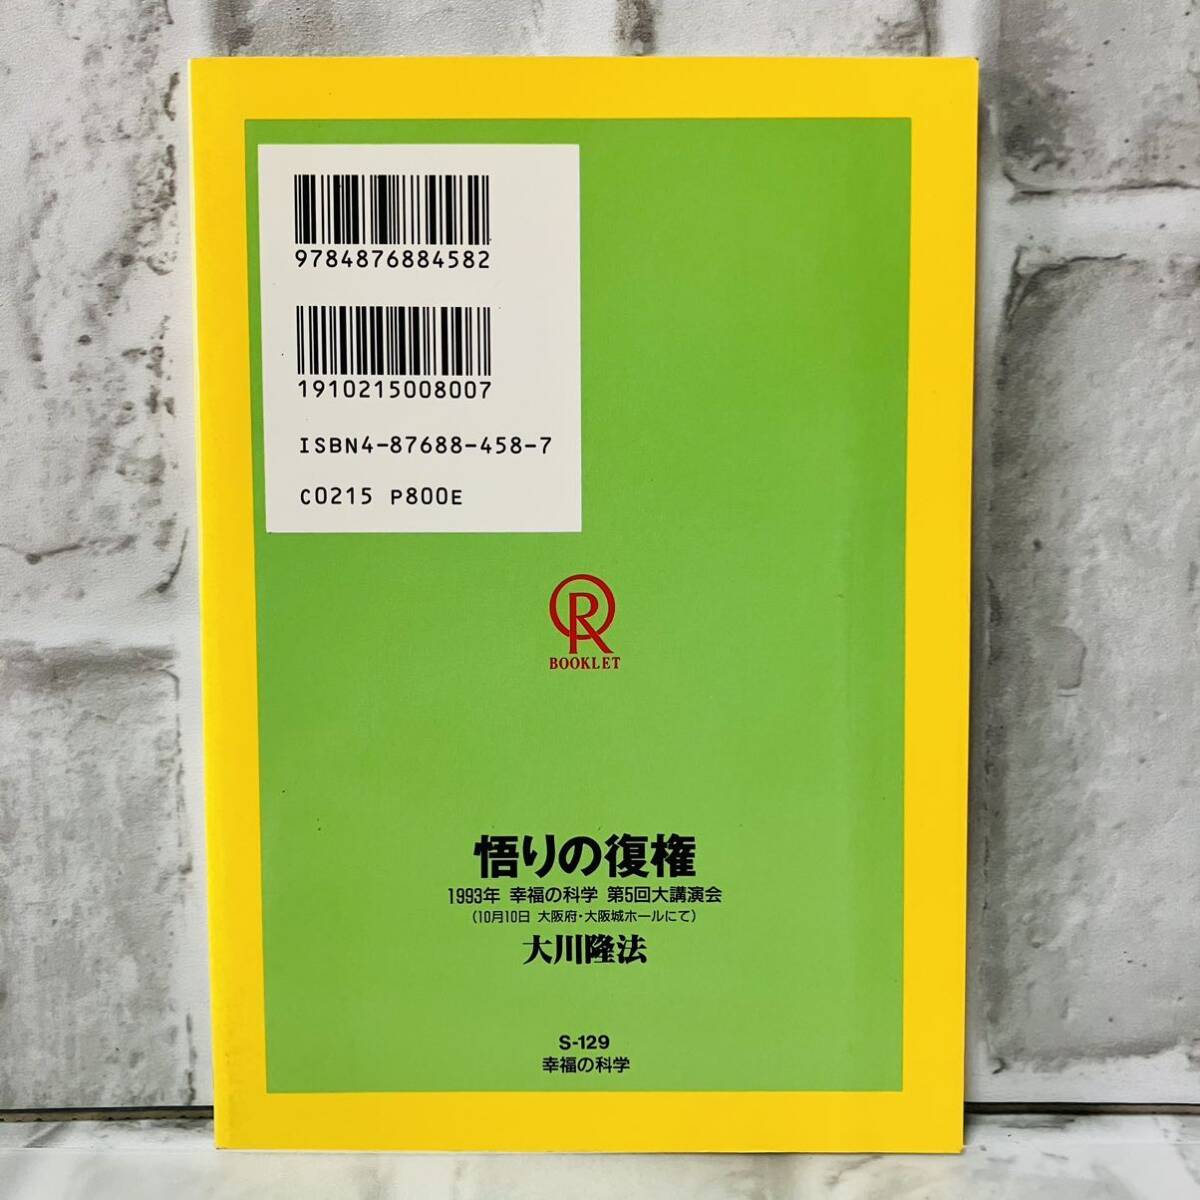 9784876884582
1910215008007
ISBN4-87688-458-7
C0215 P800E
R
BOOKLET
悟りの復権
1993年 幸福の科学 第5回大講演会
(10月10日 大阪府・大阪城ホールにて)
大川隆法
S-129
幸福の科学